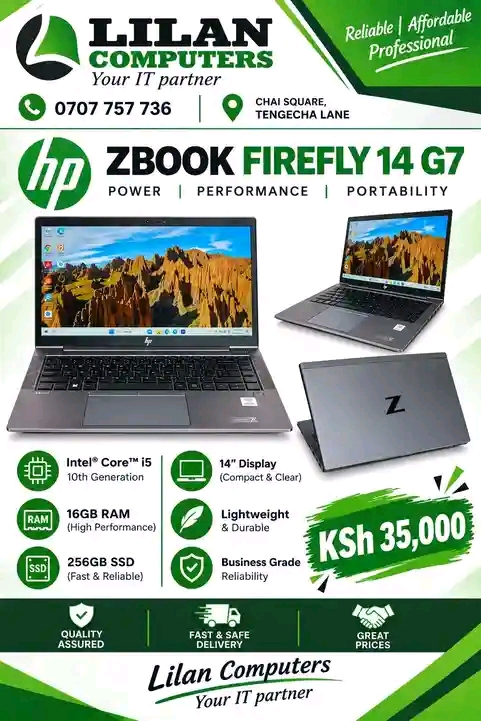 LILAN
COMPUTERS
Your IT partner
Reliable | Affordable
Professional
0707 757 736
CHAI SQUARE,
TENGECHA LANE
hp
ZBOOK FIREFLY 14 G7
POWER | PERFORMANCE | PORTABILITY
hp
Z
Intel® Core™ i5
10th Generation
14” Display
(Compact & Clear)
RAM
16GB RAM
(High Performance)
Lightweight
& Durable
SSD
256GB SSD
(Fast & Reliable)
Business Grade
Reliability
KSh 35,000
QUALITY
ASSURED
FAST & SAFE
DELIVERY
GREAT
PRICES
Lilan Computers
Your IT partner